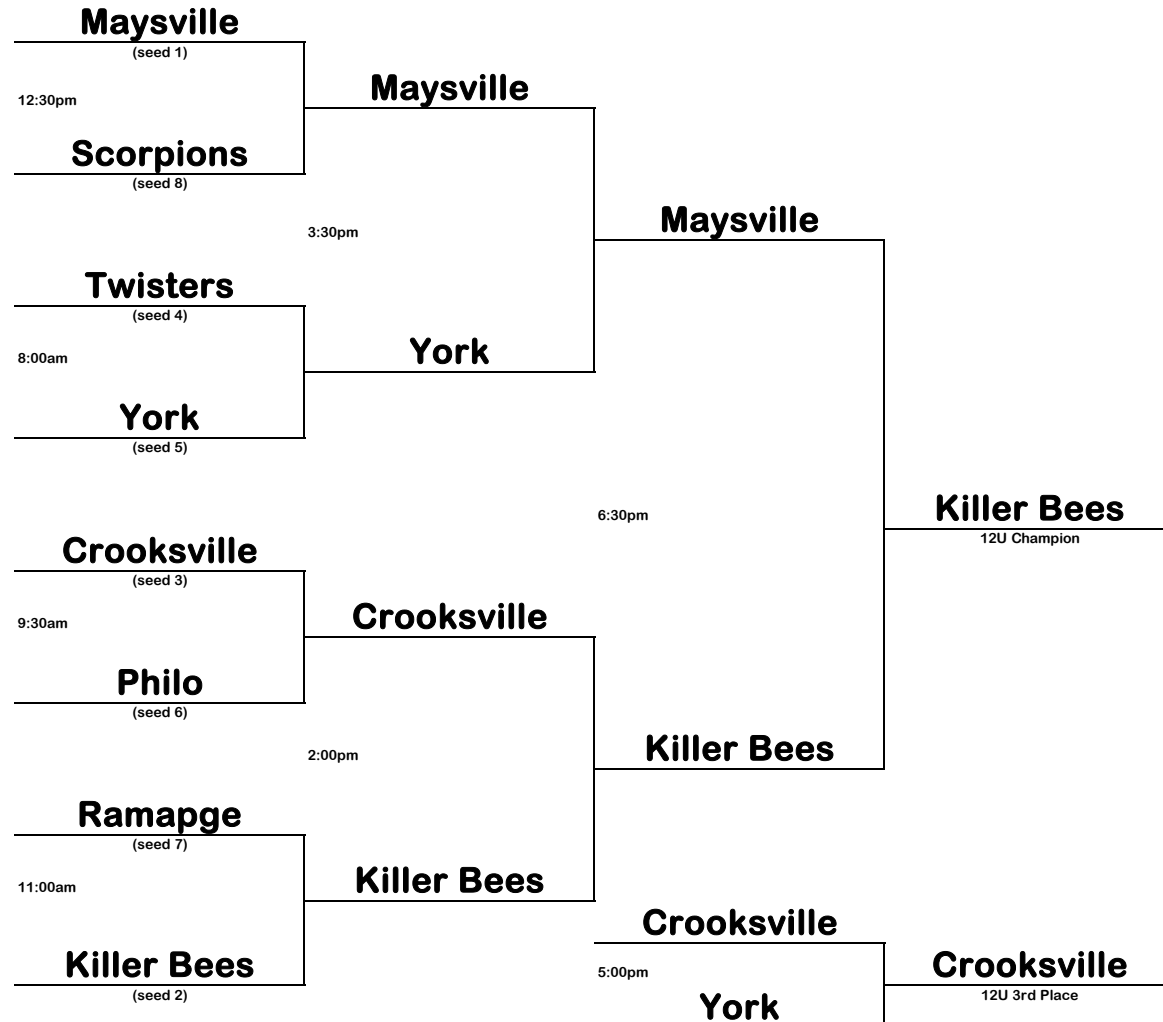 Maysville
(seed 1)
12:30pm
Maysville
Scorpions
(seed 8)
3:30pm
Maysville
Twisters
(seed 4)
8:00am
York
York
(seed 5)
6:30pm
Killer Bees
12U Champion
Crooksville
(seed 3)
9:30am
Crooksville
Philo
(seed 6)
2:00pm
Killer Bees
Ramapge
(seed 7)
11:00am
Killer Bees
Killer Bees
(seed 2)
Crooksville
5:00pm
York
Crooksville
12U 3rd Place